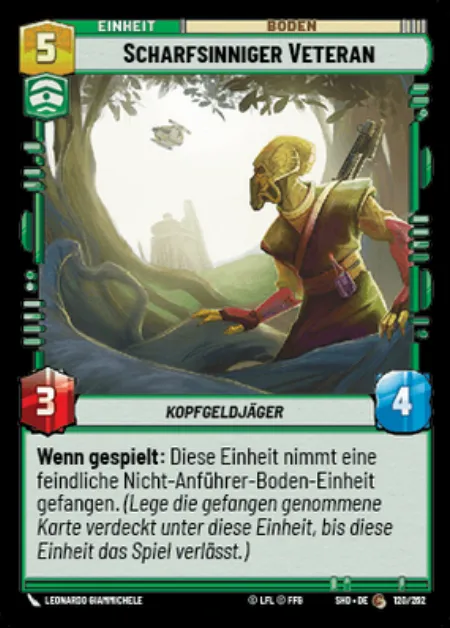 EINHEIT
BODEN
5
SCHARFSINNIGER VETERAN
3
KOPFGELDJÄGER
4
Wenn gespielt: Diese Einheit nimmt eine
feindliche Nicht-Anführer-Boden-Einheit
gefangen. (Lege die gefangen genommene
Karte verdeckt unter diese Einheit, bis diese
Einheit das Spiel verlässt.)
LEONARDO GIAMMICHELE
© LFL © FFG
SHD • DE
120/262